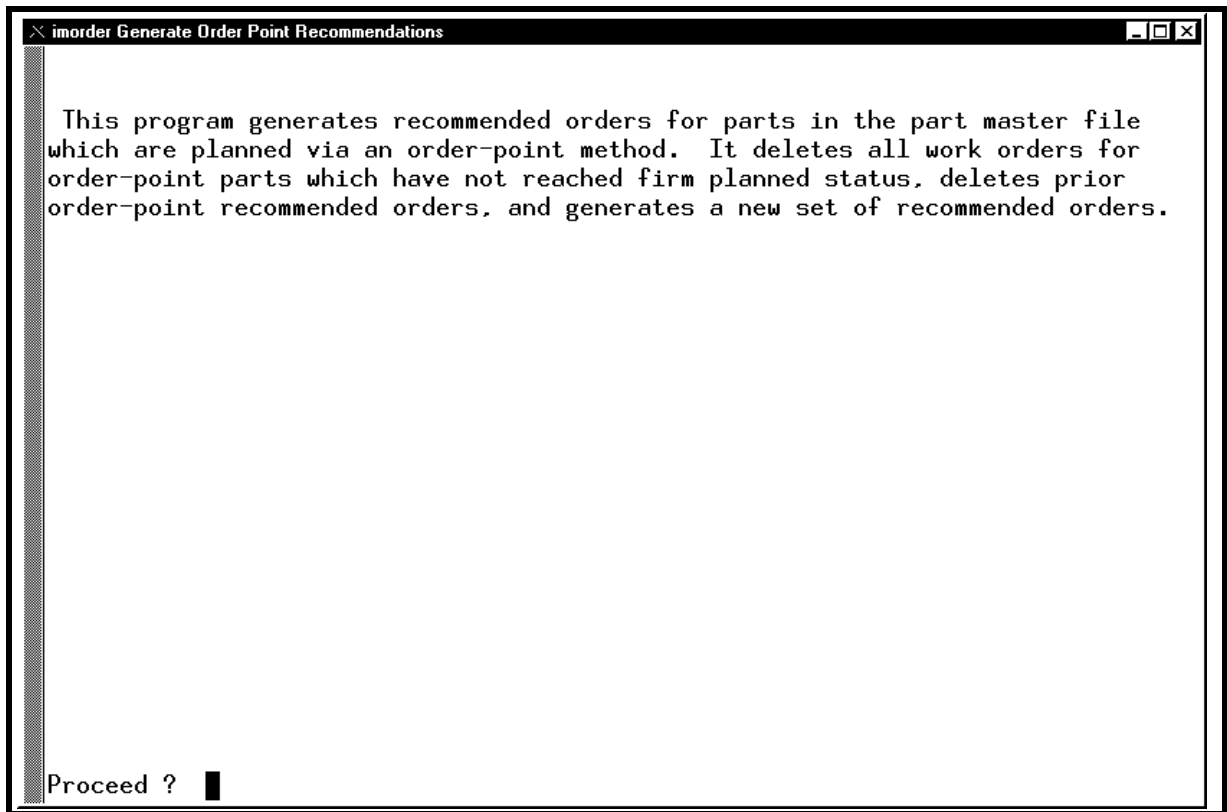 imorder Generate Order Point Recommendations
This program generates recommended orders for parts in the part master file
which are planned via an order-point method.  It deletes all work orders for
order-point parts which have not reached firm planned status, deletes prior
order-point recommended orders, and generates a new set of recommended orders.
Proceed ?